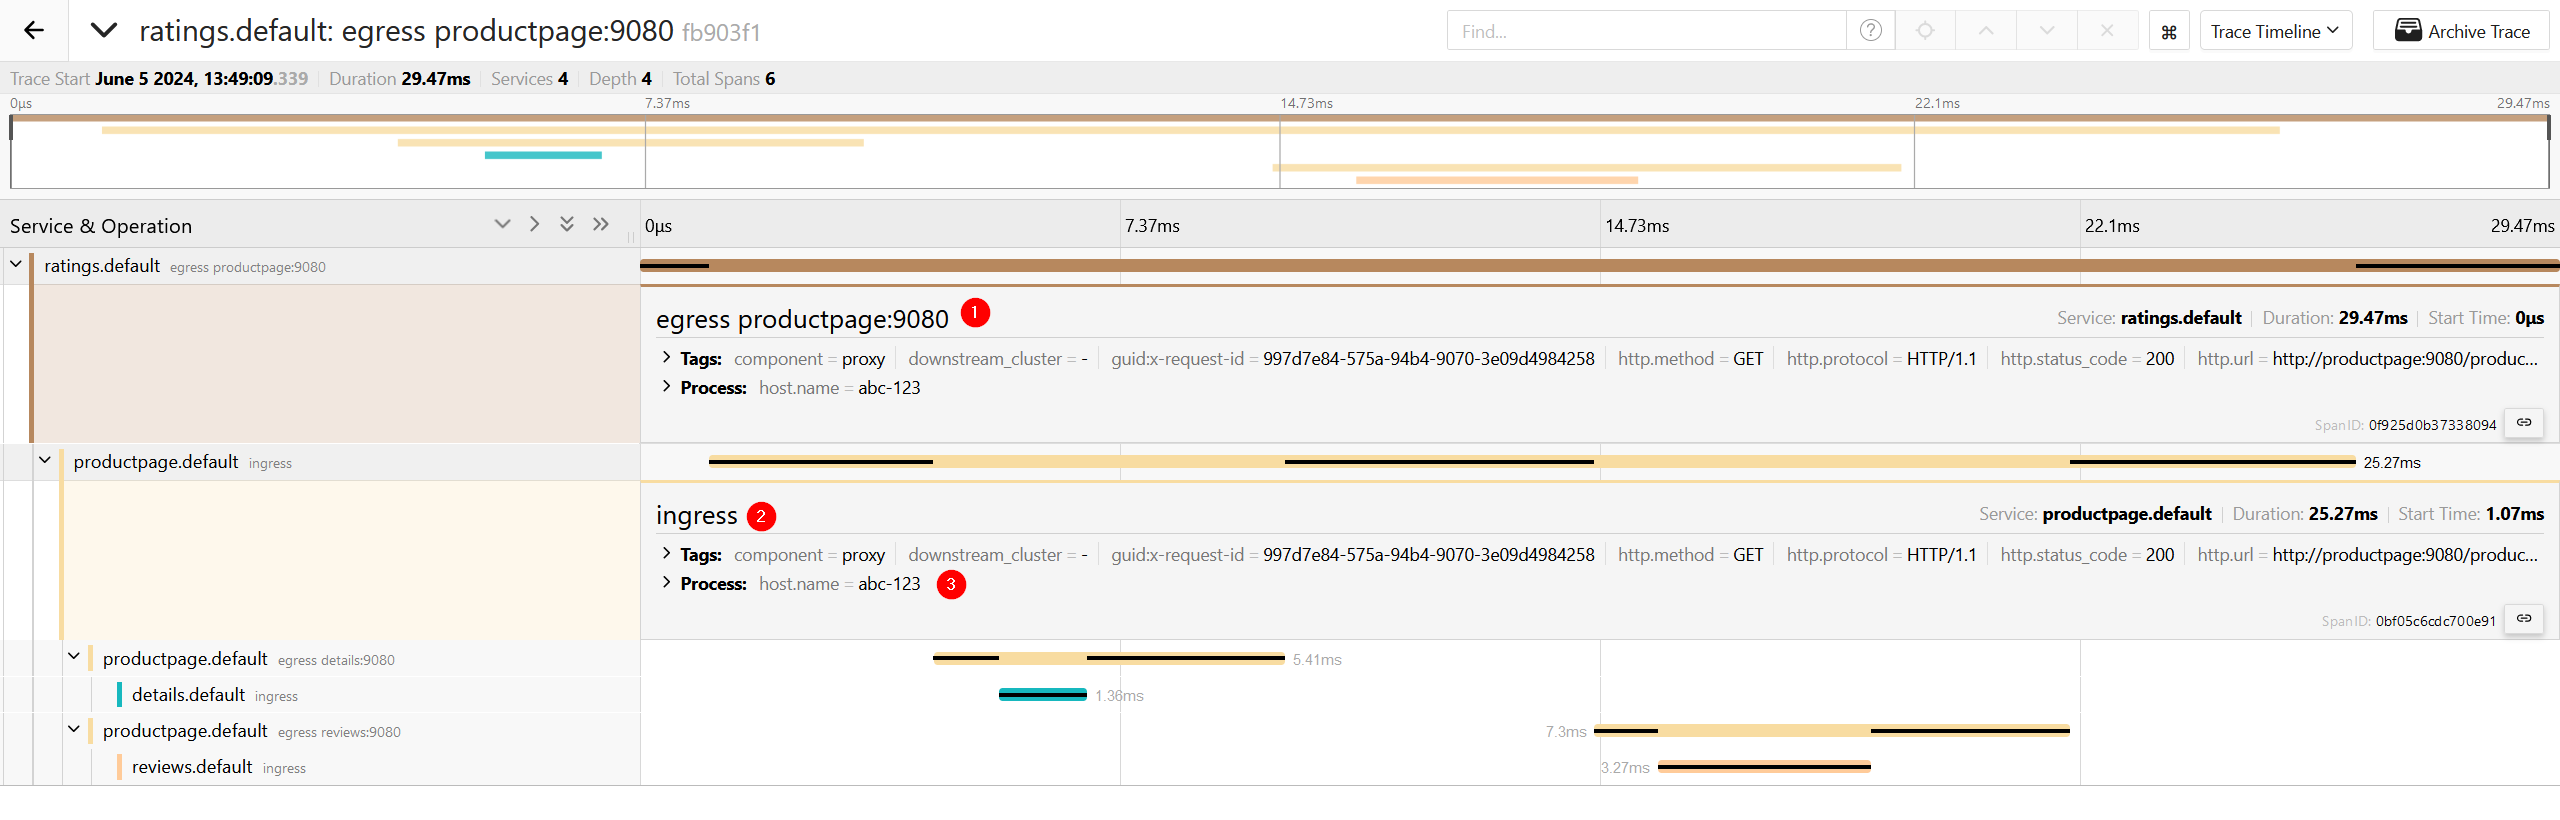 ratings.default: egress productpage:9080 fb903f1
Find...
?
⌘
Trace Timeline
Archive Trace
Trace Start June 5 2024, 13:49:09.339 Duration 29.47ms Services 4 Depth 4 Total Spans 6
0μs 7.37ms 14.73ms 22.1ms 29.47ms
Service & Operation 0μs 7.37ms 14.73ms 22.1ms 29.47ms
ratings.default egress productpage:9080
egress productpage:9080 1 Service: ratings.default Duration: 29.47ms Start Time: 0μs
Tags: component = proxy downstream_cluster = - guid:x-request-id = 997d7e84-575a-94b4-9070-3e09d4984258 http.method = GET http.protocol = HTTP/1.1 http.status_code = 200 http.url = http://productpage:9080/produc...
Process: host.name = abc-123
SpanID: 0f925d0b37338094
productpage.default ingress 25.27ms
ingress 2 Service: productpage.default Duration: 25.27ms Start Time: 1.07ms
Tags: component = proxy downstream_cluster = - guid:x-request-id = 997d7e84-575a-94b4-9070-3e09d4984258 http.method = GET http.protocol = HTTP/1.1 http.status_code = 200 http.url = http://productpage:9080/produc...
Process: host.name = abc-123 3
SpanID: 0bf05c6cdc700e91
productpage.default egress details:9080 5.41ms
details.default ingress 1.36ms
productpage.default egress reviews:9080 7.3ms
reviews.default ingress 3.27ms